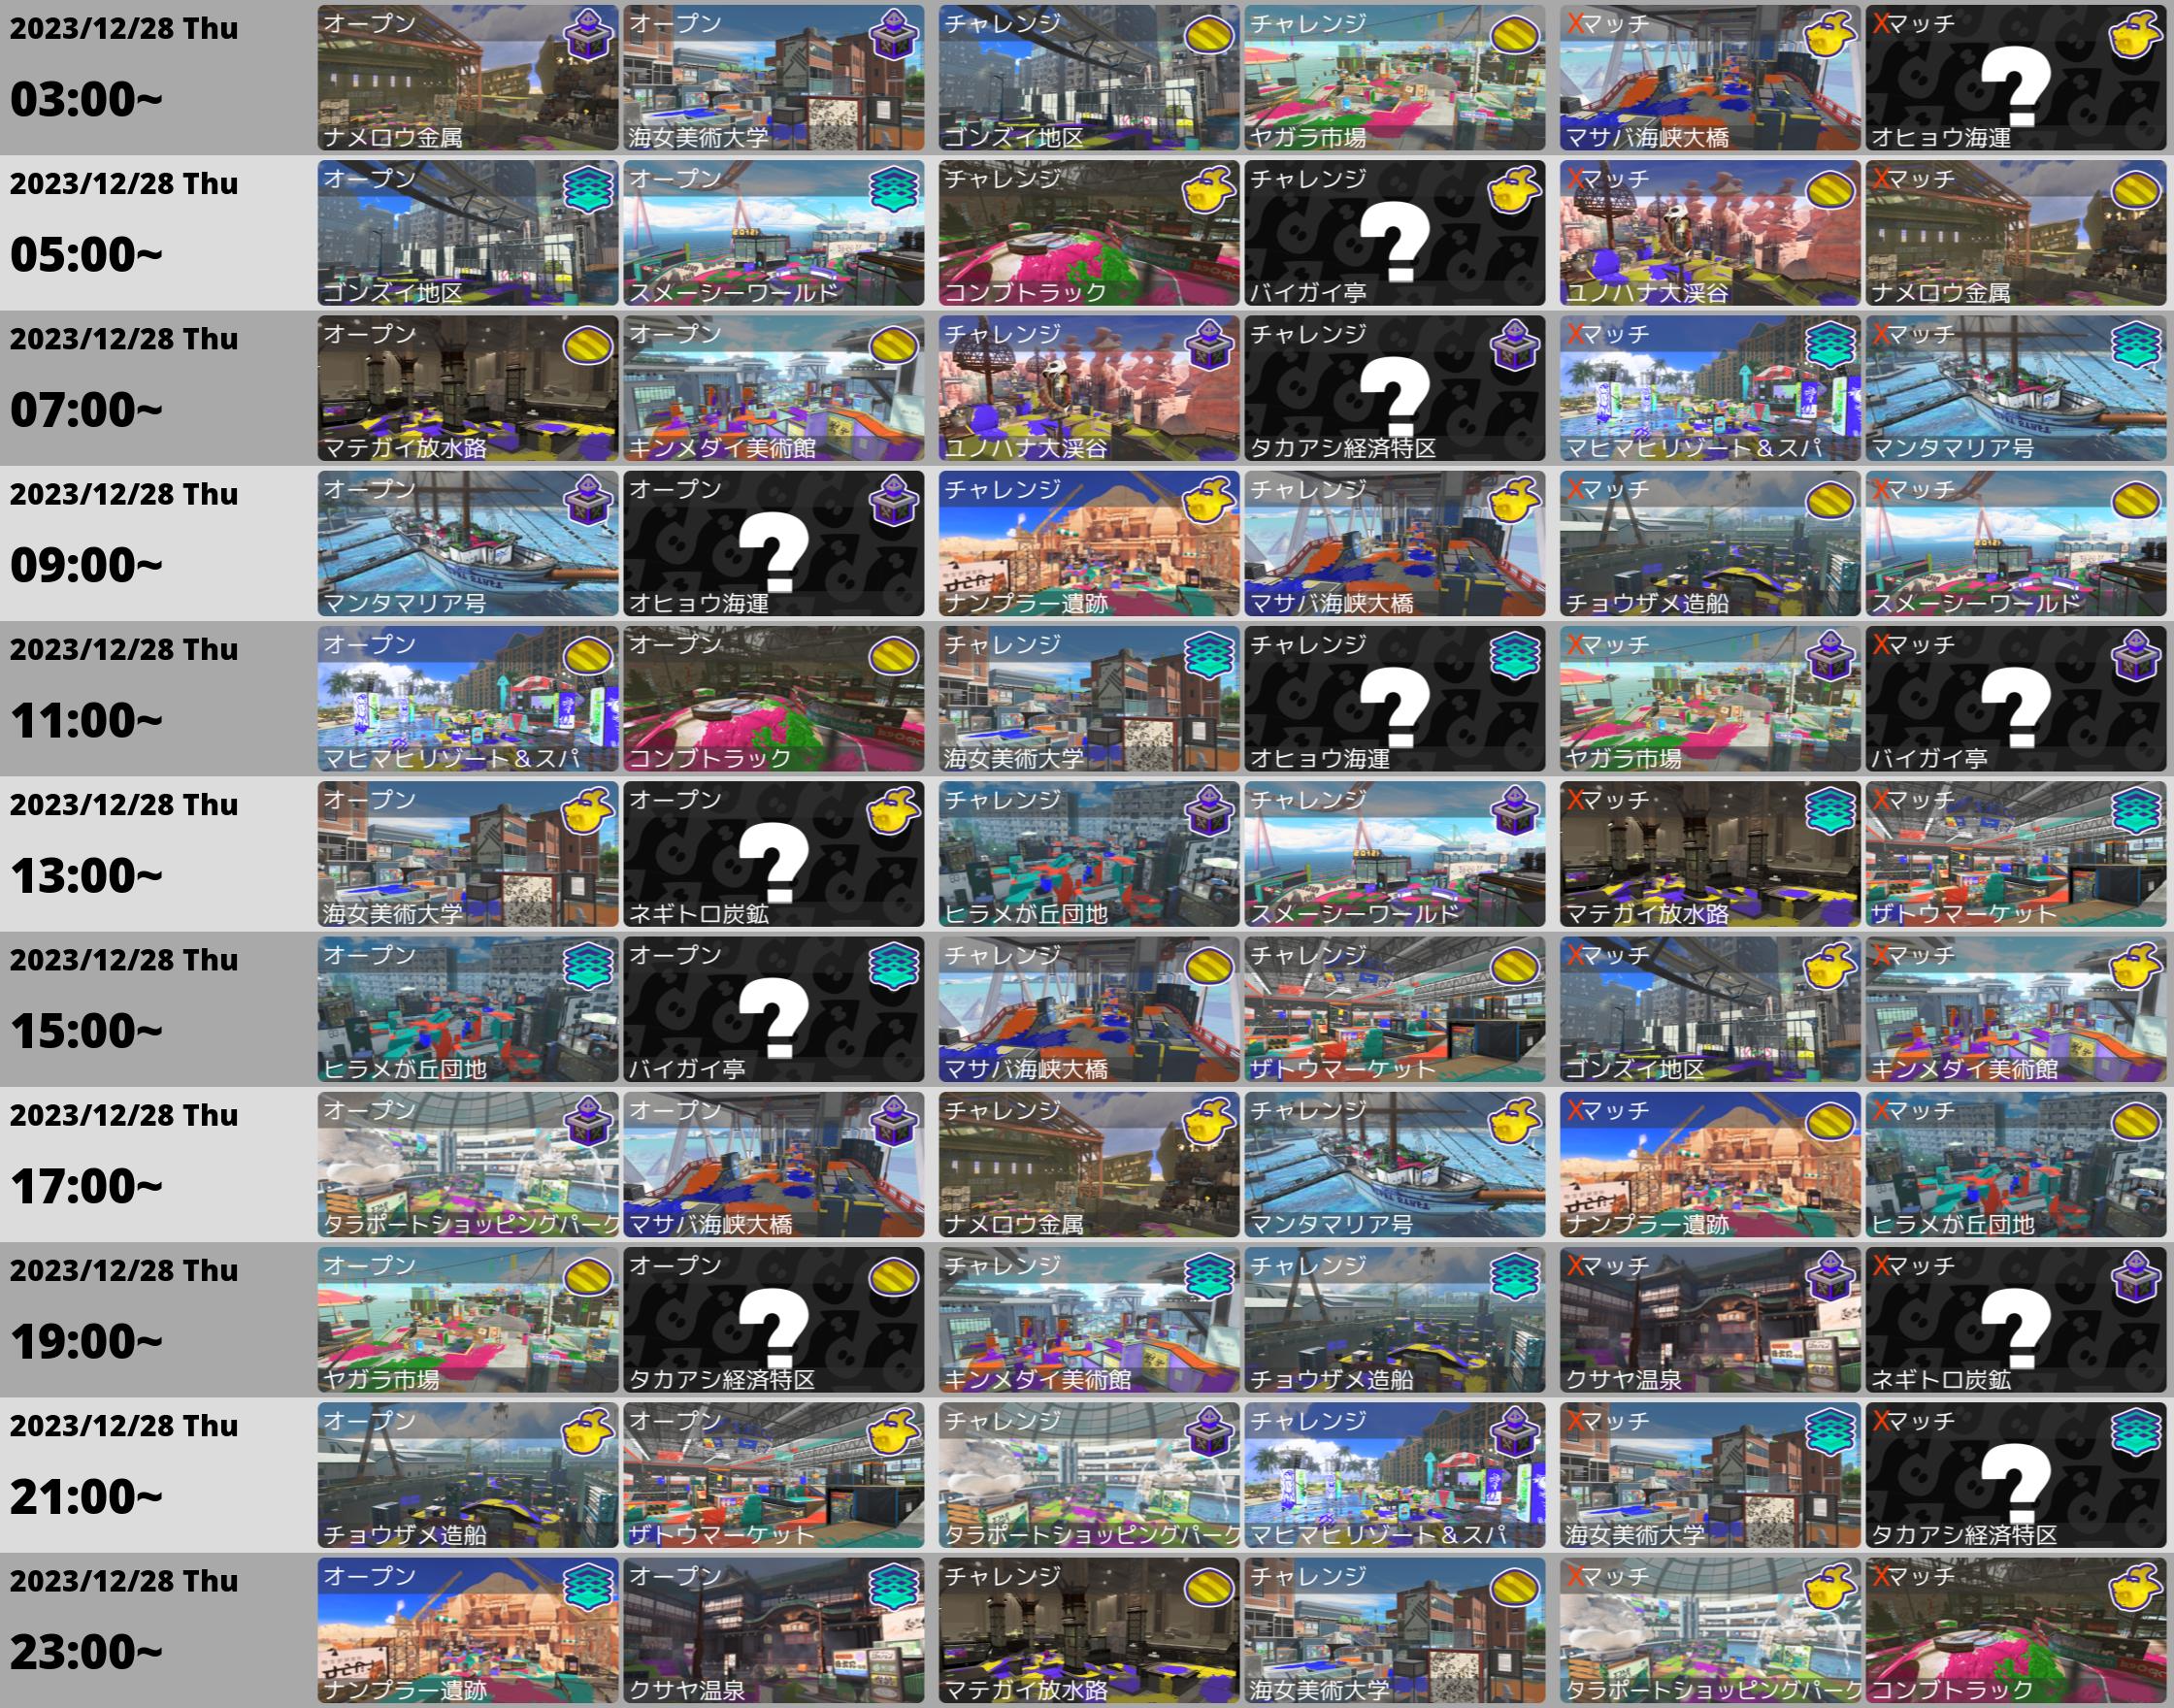 2023/12/28 Thu
03:00~
オープン
ナメロウ金属
オープン
海女美術大学
チャレンジ
ゴンズイ地区
チャレンジ
ヤガラ市場
Xマッチ
マサバ海峡大橋
Xマッチ
?
オヒョウ海運
2023/12/28 Thu
05:00~
オープン
ゴンズイ地区
オープン
スメーシーワールド
チャレンジ
コンブトラック
チャレンジ
?
バイガイ亭
Xマッチ
ユノハナ大渓谷
Xマッチ
ナメロウ金属
2023/12/28 Thu
07:00~
オープン
マテガイ放水路
オープン
キンメダイ美術館
チャレンジ
ユノハナ大渓谷
チャレンジ
?
タカアシ経済特区
Xマッチ
マヒマヒリゾート＆スパ
Xマッチ
マンタマリア号
2023/12/28 Thu
09:00~
オープン
マンタマリア号
オープン
?
オヒョウ海運
チャレンジ
ナンプラー遺跡
チャレンジ
マサバ海峡大橋
Xマッチ
チョウザメ造船
Xマッチ
スメーシーワールド
2023/12/28 Thu
11:00~
オープン
マヒマヒリゾート＆スパ
オープン
コンブトラック
チャレンジ
海女美術大学
チャレンジ
?
オヒョウ海運
Xマッチ
ヤガラ市場
Xマッチ
?
バイガイ亭
2023/12/28 Thu
13:00~
オープン
海女美術大学
オープン
?
ネギトロ炭鉱
チャレンジ
ヒラメが丘団地
チャレンジ
スメーシーワールド
Xマッチ
マテガイ放水路
Xマッチ
ザトウマーケット
2023/12/28 Thu
15:00~
オープン
ヒラメが丘団地
オープン
?
バイガイ亭
チャレンジ
マサバ海峡大橋
チャレンジ
ザトウマーケット
Xマッチ
ゴンズイ地区
Xマッチ
キンメダイ美術館
2023/12/28 Thu
17:00~
オープン
タラポートショッピングパーク
オープン
マサバ海峡大橋
チャレンジ
ナメロウ金属
チャレンジ
マンタマリア号
Xマッチ
ナンプラー遺跡
Xマッチ
ヒラメが丘団地
2023/12/28 Thu
19:00~
オープン
ヤガラ市場
オープン
?
タカアシ経済特区
チャレンジ
キンメダイ美術館
チャレンジ
チョウザメ造船
Xマッチ
クサヤ温泉
Xマッチ
?
ネギトロ炭鉱
2023/12/28 Thu
21:00~
オープン
チョウザメ造船
オープン
ザトウマーケット
チャレンジ
タラポートショッピングパーク
チャレンジ
マヒマヒリゾート＆スパ
Xマッチ
海女美術大学
Xマッチ
?
タカアシ経済特区
2023/12/28 Thu
23:00~
オープン
ナンプラー遺跡
オープン
クサヤ温泉
チャレンジ
マテガイ放水路
チャレンジ
海女美術大学
Xマッチ
タラポートショッピングパーク
Xマッチ
コンブトラック